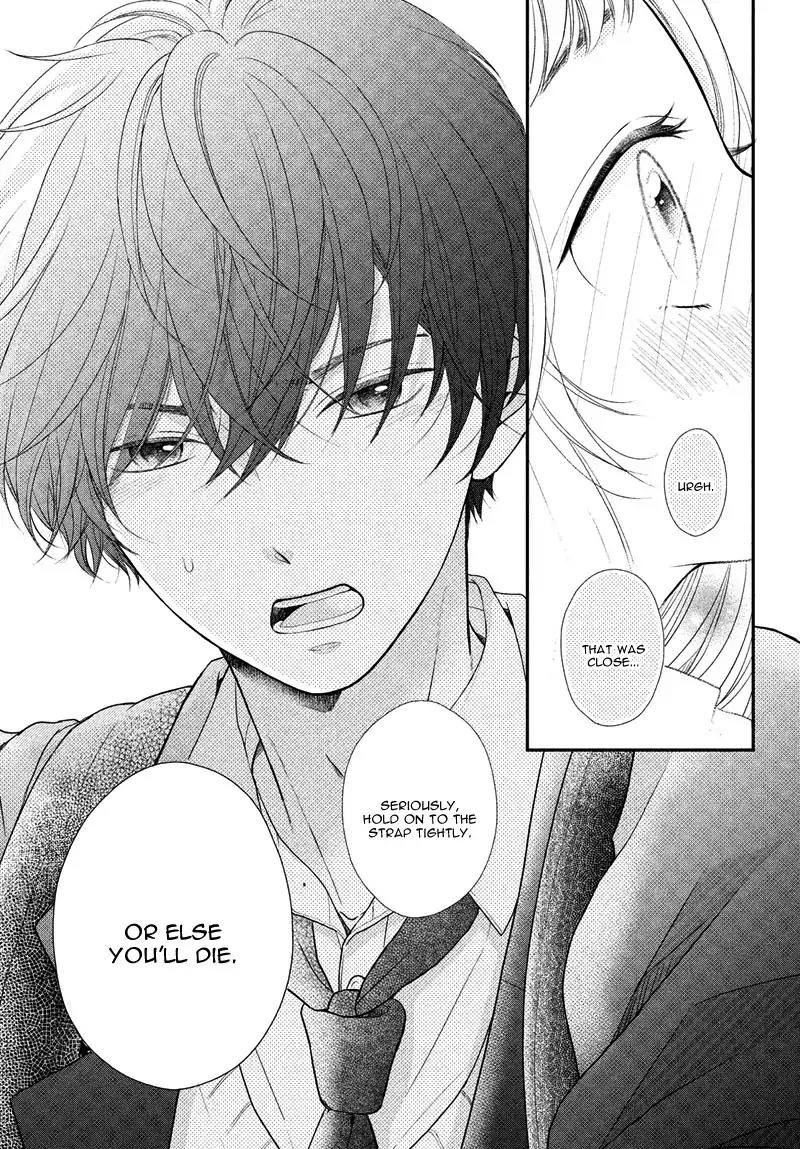 URGH.
THAT WAS
CLOSE...
SERIOUSLY,
HOLD ON TO THE
STRAP TIGHTLY.
OR ELSE
YOU'LL DIE.